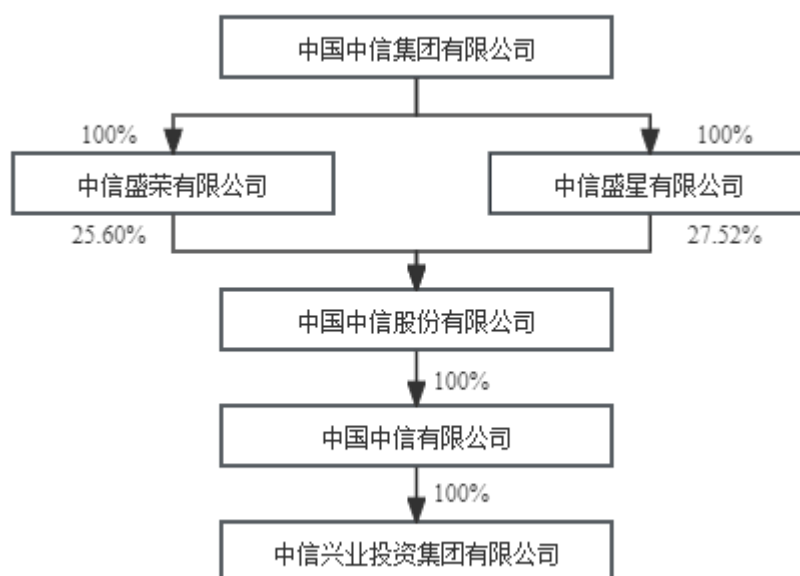 中国中信集团有限公司
100%
100%
中信盛荣有限公司
中信盛星有限公司
25.60%
27.52%
中国中信股份有限公司
100%
中国中信有限公司
100%
中信兴业投资集团有限公司